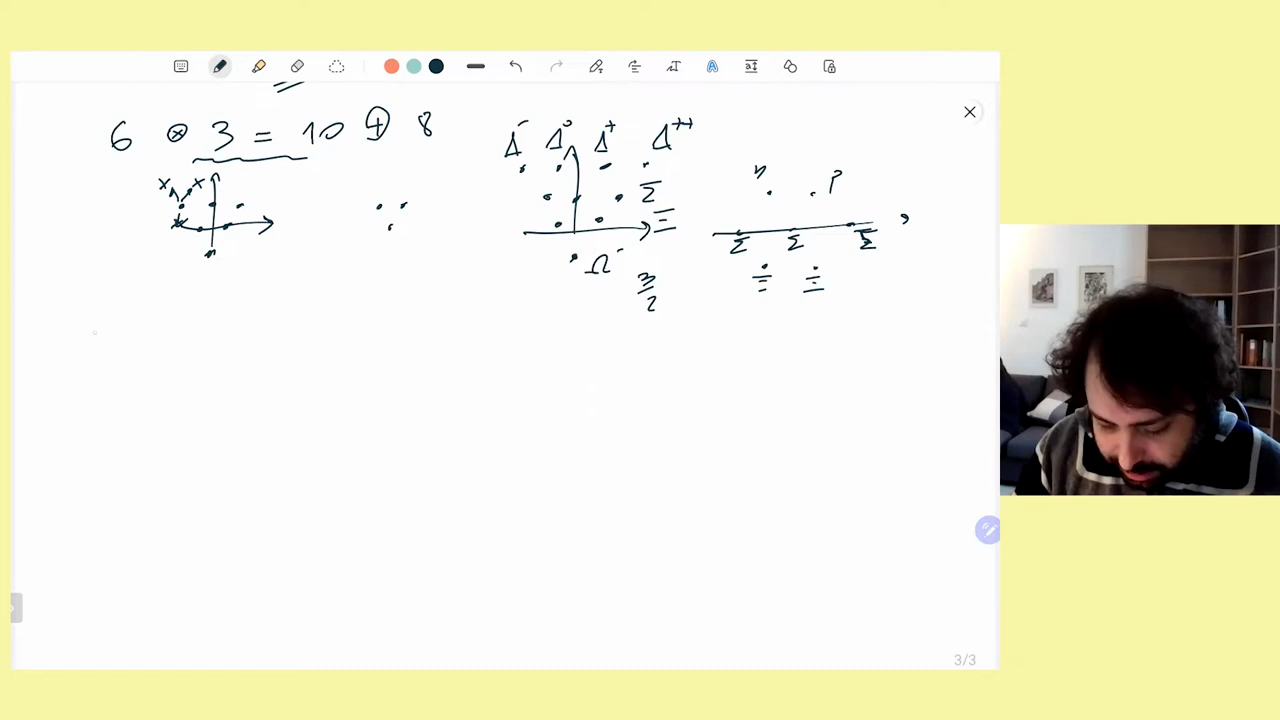 6 ⊗ 3 = 10 ⊕ 8
Δ⁻ Δ⁰ Δ⁺ Δ⁺⁺
x x
n p
Σ
Ξ
Σ Σ Σ ,
Ω⁻
Ξ Ξ
3/2
3/3